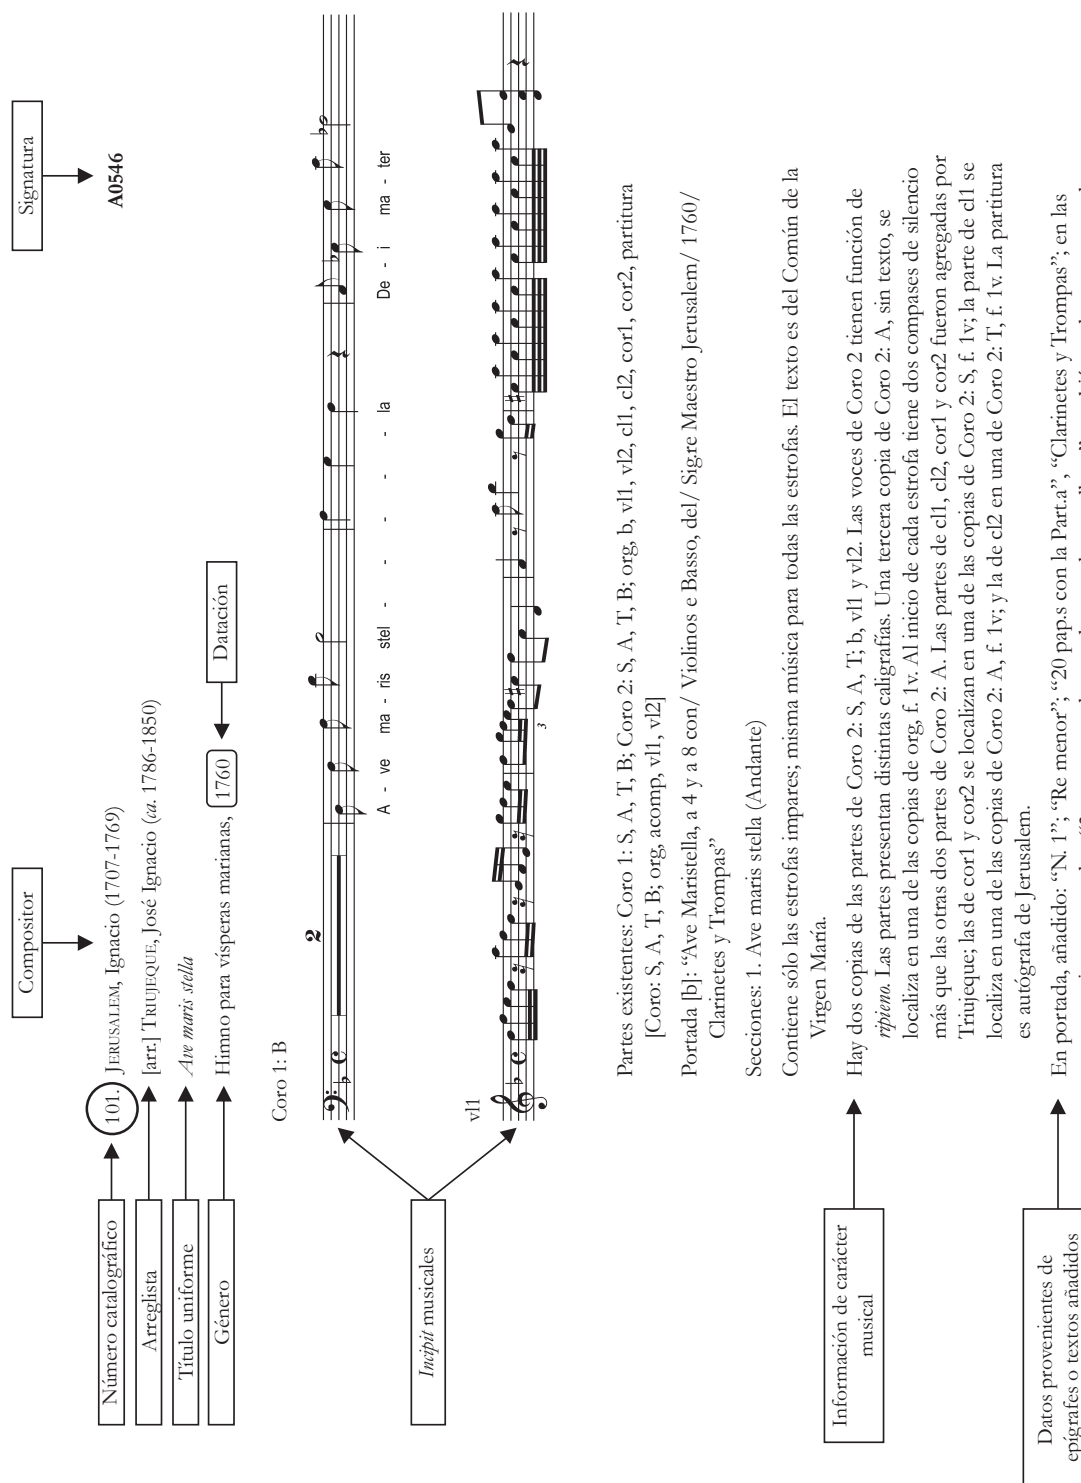 Compositor
Signatura
Número catalográfico
101. JERUSALEM, Ignacio (1707-1769)
A0546
Arreglista
[arr.] TRUJEQUE, José Ignacio (ca. 1786-1850)
Título uniforme
Ave maris stella
Género
Himno para vísperas marianas, 1760
Datación
Coro 1: B
2
A - ve ma - ris stel - - - - la De - i ma - ter
Incipit musicales
vl1
3
Partes existentes: Coro 1: S, A, T, B; Coro 2: S, A, T, B; org, b, vl1, vl2, cl1, cl2, cor1, cor2, partitura
[Coro: S, A, T, B; org, acomp, vl1, vl2]
Portada [b]: “Ave Maristella, a 4 y a 8 con/ Violinos e Basso, del/ Sig.re Maestro Jerusalem/ 1760/
Clarinetes y Trompas”
Secciones: 1. Ave maris stella (Andante)
Contiene sólo las estrofas impares; misma música para todas las estrofas. El texto es del Común de la
Virgen María.
Información de carácter
musical
Hay dos copias de las partes de Coro 2: S, A, T; b, vl1 y vl2. Las voces de Coro 2 tienen función de
ripieno. Las partes presentan distintas caligrafías. Una tercera copia de Coro 2: A, sin texto, se
localiza en una de las copias de org, f. 1v. Al inicio de cada estrofa tiene dos compases de silencio
más que las otras dos partes de Coro 2: A. Las partes de cl1, cl2, cor1 y cor2 fueron agregadas por
Triujeque; las de cor1 y cor2 se localizan en una de las copias de Coro 2: S, f. 1v; la parte de cl1 se
localiza en una de las copias de Coro 2: A, f. 1v; y la de cl2 en una de Coro 2: T, f. 1v. La partitura
es autógrafa de Jerusalem.
Datos provenientes de
epígrafes o textos añadidos
En portada, añadido: “N. 1”; “Re menor”; “20 pap.s con la Part.a”, “Clarinetes y Trompas”; en las